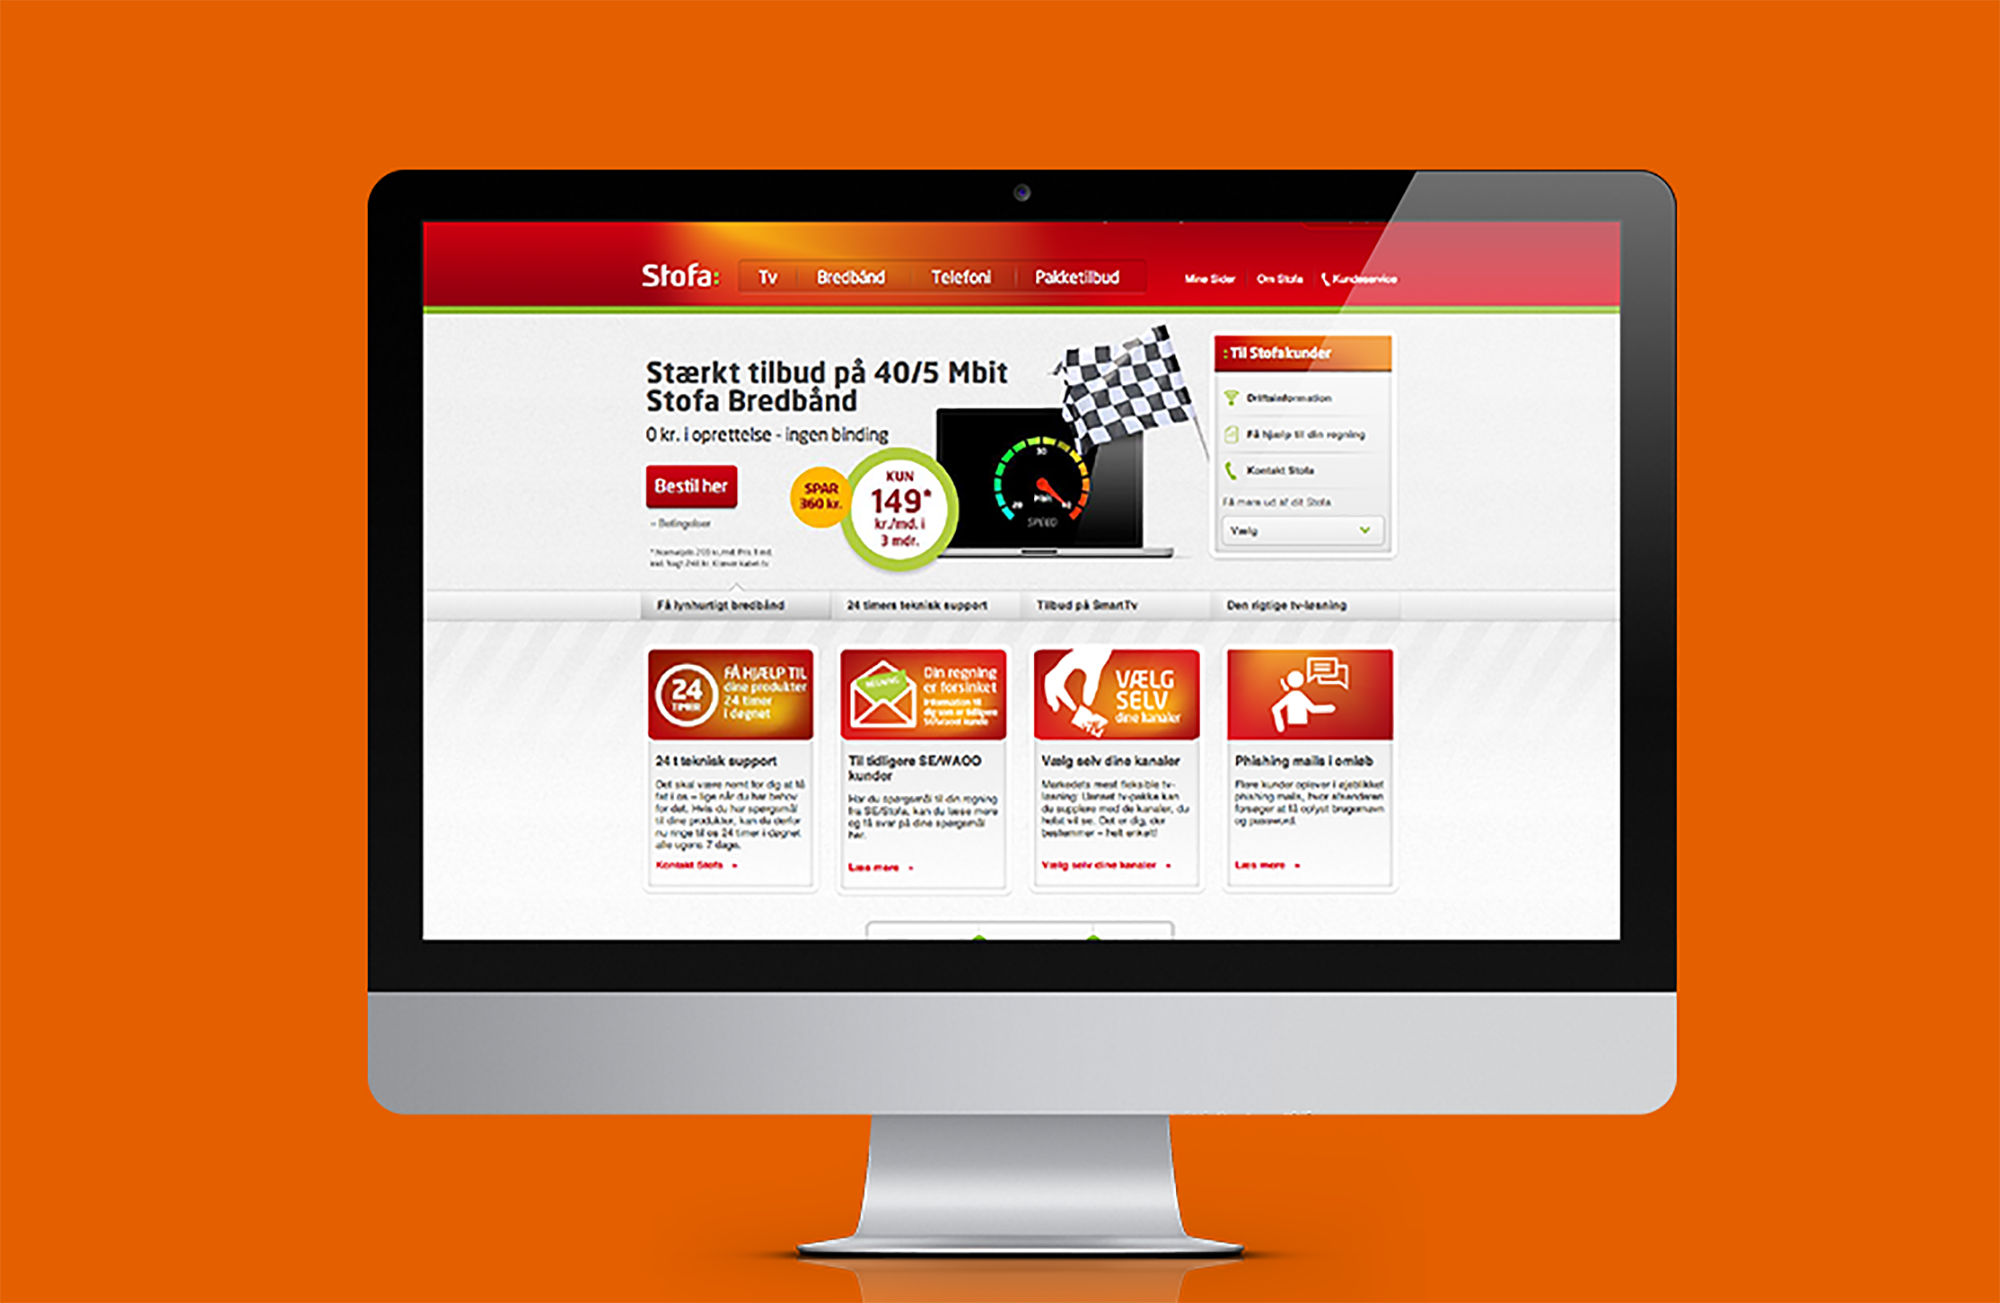 Stofa:
Tv
Bredbånd
Telefoni
Pakketilbud
Mine Sider
Om Stofa
Kundeservice
Stærkt tilbud på 40/5 Mbit
Stofa Bredbånd
0 kr. i oprettelse - ingen binding
Bestil her
– Betingelser
SPAR
360 kr.
KUN
149*
kr./md. i
3 mdr.
30
20
Mbit
40
SPEED
: Til Stofakunder
Driftsinformation
Få hjælp til din regning
Kontakt Stofa
Få mere ud af dit Stofa
Vælg
Få lynhurtigt bredbånd
24 timers teknisk support
Tilbud på SmartTv
Den rigtige tv-løsning
24
TIMER
FÅ HJÆLP TIL
dine produkter
24 timer
i døgnet
24 t teknisk support
Det skal være nemt for dig at få
fat i os – lige når du har behov
for det. Hvis du har spørgsmål
til dine produkter, kan du derfor
nu ringe til os 24 timer i døgnet
alle ugens 7 dage.
Kontakt Stofa
REGNING
Din regning
er forsinket
Information til
dig som er tidligere
SE/WAOO kunde
Til tidligere SE/WAOO
kunder
Har du spørgsmål til din regning
fra SE/Stofa, kan du læse mere
og få svar på dine spørgsmål
her.
Læs mere
VÆLG
SELV
dine kanaler
Vælg selv dine kanaler
Markedets mest fleksible tv-
løsning: Uanset tv-pakke kan
du supplere med de kanaler, du
helst vil se. Det er dig, der
bestemmer – helt enkelt!
Vælg selv dine kanaler
Phishing mails i omløb
Flere kunder oplever i øjeblikket
phishing mails, hvor afsenderen
forsøger at få oplyst brugernavn
og password.
Læs mere